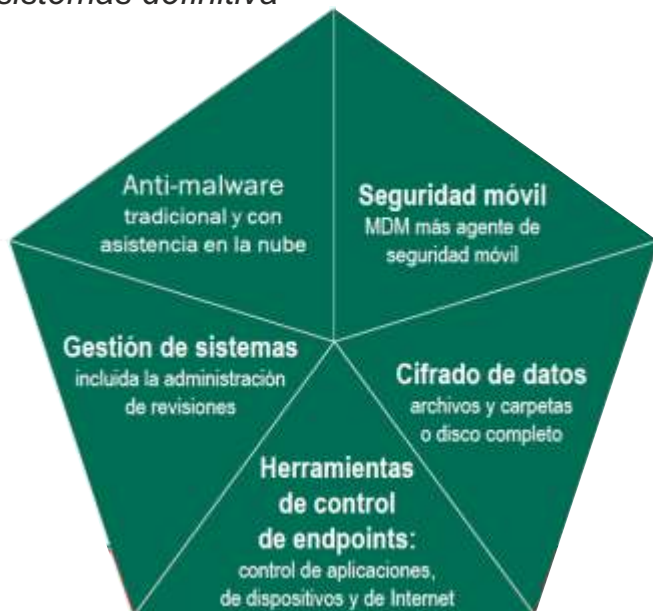 sistemas definitiva
Anti-malware
tradicional y con
asistencia en la nube
Seguridad móvil
MDM más agente de
seguridad móvil
Gestión de sistemas
incluida la administración
de revisiones
Cifrado de datos
archivos y carpetas
o disco completo
Herramientas
de control
de endpoints:
control de aplicaciones,
de dispositivos y de Internet